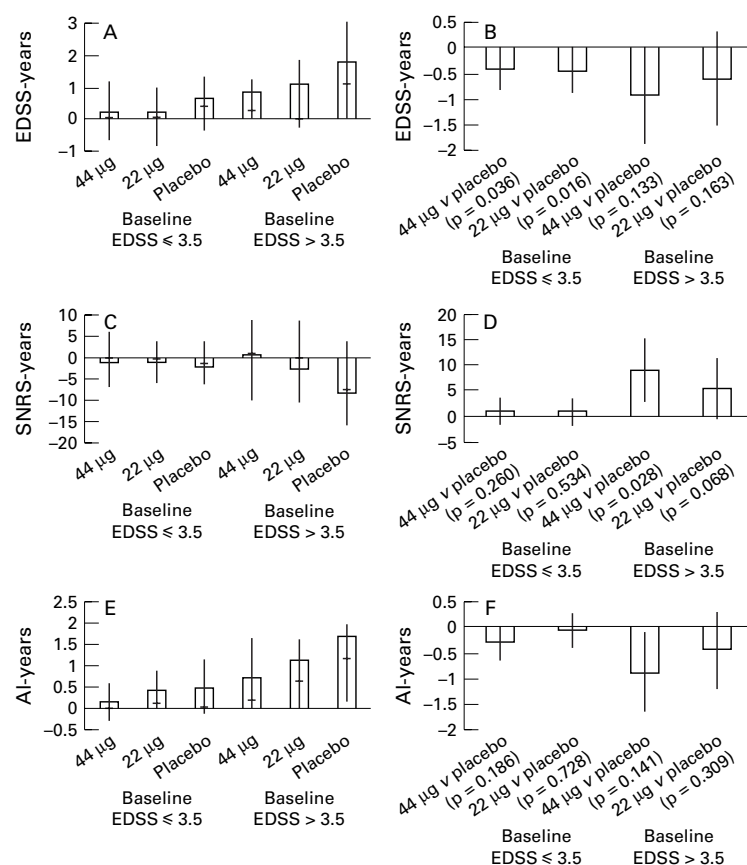 A
EDSS-years
3
2
1
0
−1
44 µg
22 µg
Placebo
44 µg
22 µg
Placebo
Baseline
EDSS ⩽ 3.5
Baseline
EDSS > 3.5
B
EDSS-years
0.5
0
−0.5
−1
−1.5
−2
44 µg v placebo
(p = 0.036)
22 µg v placebo
(p = 0.016)
44 µg v placebo
(p = 0.133)
22 µg v placebo
(p = 0.163)
Baseline
EDSS ⩽ 3.5
Baseline
EDSS > 3.5
C
SNRS-years
10
5
0
−5
−10
−15
−20
44 µg
22 µg
Placebo
44 µg
22 µg
Placebo
Baseline
EDSS ⩽ 3.5
Baseline
EDSS > 3.5
D
SNRS-years
20
15
10
5
0
−5
44 µg v placebo
(p = 0.260)
22 µg v placebo
(p = 0.534)
44 µg v placebo
(p = 0.028)
22 µg v placebo
(p = 0.068)
Baseline
EDSS ⩽ 3.5
Baseline
EDSS > 3.5
E
AI-years
2.5
2
1.5
1
0.5
0
−0.5
44 µg
22 µg
Placebo
44 µg
22 µg
Placebo
Baseline
EDSS ⩽ 3.5
Baseline
EDSS > 3.5
F
AI-years
0.5
0
−0.5
−1
−1.5
−2
44 µg v placebo
(p = 0.186)
22 µg v placebo
(p = 0.728)
44 µg v placebo
(p = 0.141)
22 µg v placebo
(p = 0.309)
Baseline
EDSS ⩽ 3.5
Baseline
EDSS > 3.5